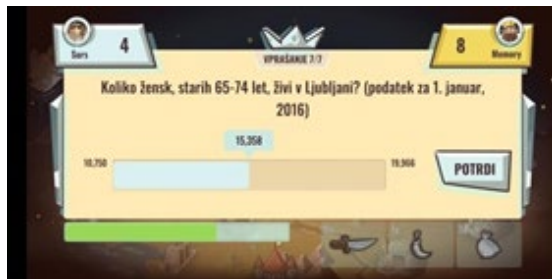 4
8
Sers
VPRAŠANJE 7/7
Memory
Koliko žensk, starih 65-74 let, živi v Ljubljani? (podatek za 1. januar,
2016)
15,358
10,750
19,966
POTRDI